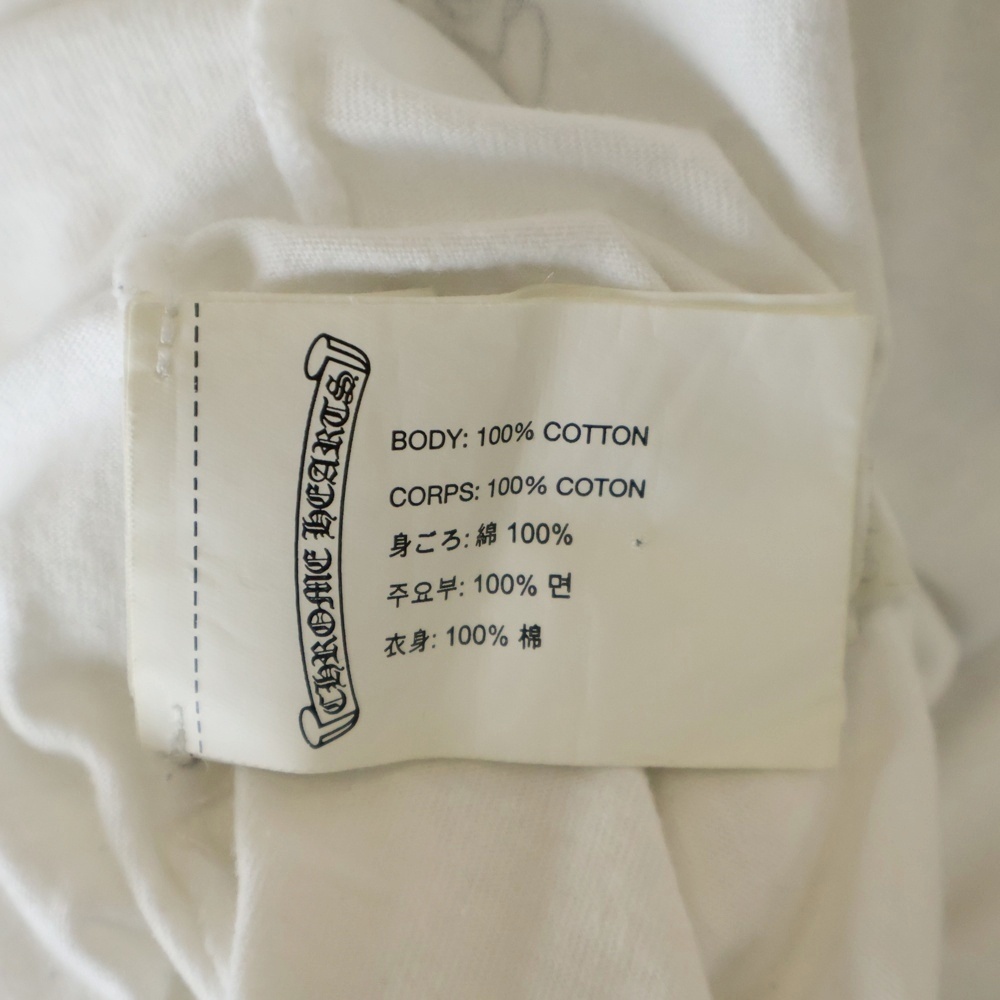 CHROME HEARTS
BODY: 100% COTTON
CORPS: 100% COTON
身ごろ: 綿 100%
주요부: 100% 면
衣身: 100% 棉